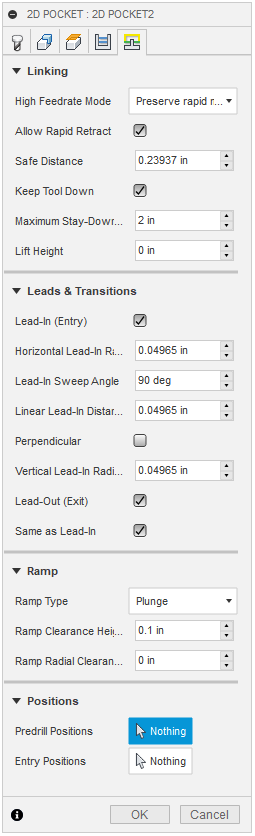 2D POCKET : 2D POCKET2
Linking
High Feedrate Mode Preserve rapid r...
Allow Rapid Retract
Safe Distance 0.23937 in
Keep Tool Down
Maximum Stay-Down... 2 in
Lift Height 0 in
Leads & Transitions
Lead-In (Entry)
Horizontal Lead-In Ra... 0.04965 in
Lead-In Sweep Angle 90 deg
Linear Lead-In Distan... 0.04965 in
Perpendicular
Vertical Lead-In Radi... 0.04965 in
Lead-Out (Exit)
Same as Lead-In
Ramp
Ramp Type Plunge
Ramp Clearance Heig... 0.1 in
Ramp Radial Clearan... 0 in
Positions
Predrill Positions Nothing
Entry Positions Nothing
OK Cancel